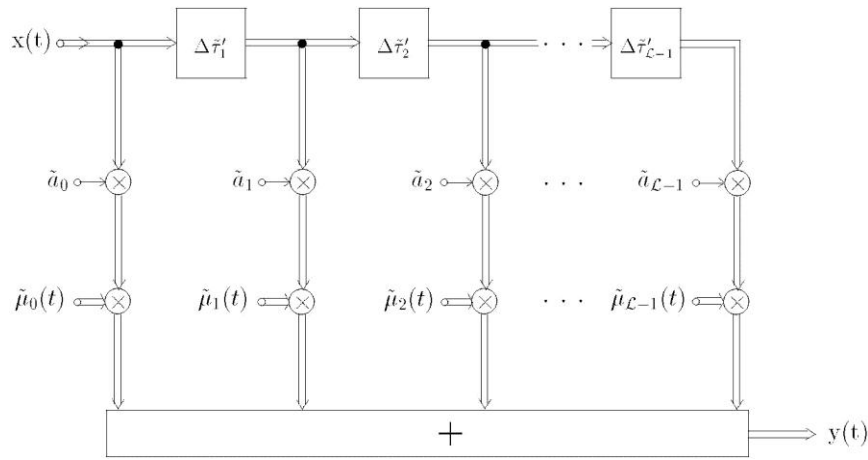 x(t) Δτ̃′₁ Δτ̃′₂ · · · Δτ̃′_{ℒ−1}
ã₀ ã₁ ã₂ · · · ã_{ℒ−1}
μ̃₀(t) μ̃₁(t) μ̃₂(t) · · · μ̃_{ℒ−1}(t)
+ y(t)